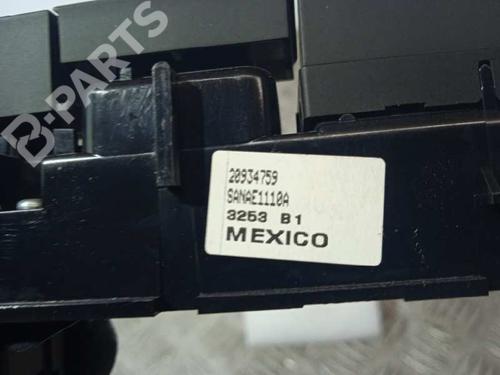 B-PARTS
20934759
SANAE1110A
3253 B1
MEXICO